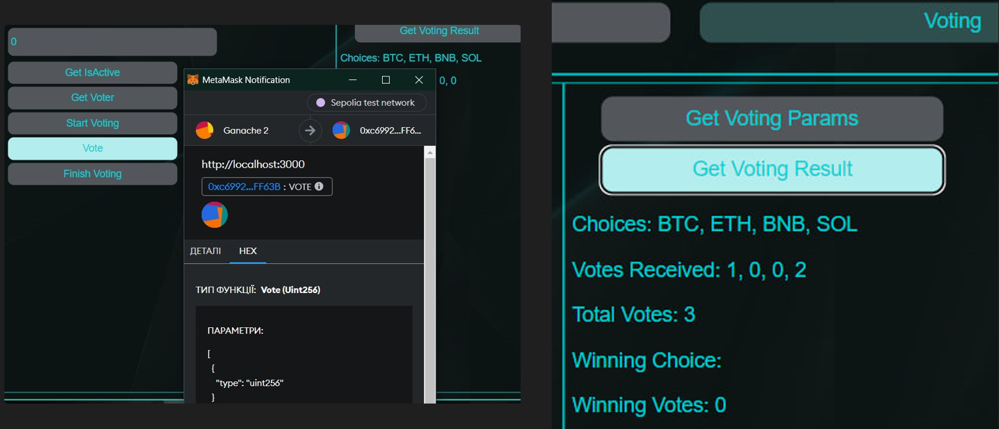 0
Get IsActive
Get Voter
Start Voting
Vote
Finish Voting
Get Voting Result
Choices: BTC, ETH, BNB, SOL
0, 0
MetaMask Notification
Sepolia test network
Ganache 2
0xc6992...FF6...
http://localhost:3000
0xc6992...FF63B : VOTE
ДЕТАЛІ HEX
ТИП ФУНКЦІЇ: Vote (Uint256)
ПАРАМЕТРИ:
[
{
"type": "uint256"
}
Voting
Get Voting Params
Get Voting Result
Choices: BTC, ETH, BNB, SOL
Votes Received: 1, 0, 0, 2
Total Votes: 3
Winning Choice:
Winning Votes: 0